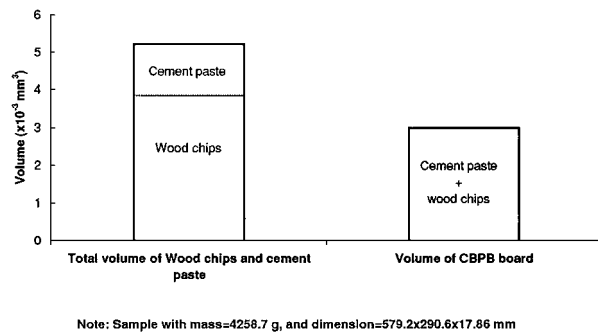 6
5
4
3
2
1
0
Volume (x10⁻³ mm³)
Cement paste
Wood chips
Cement paste
+
wood chips
Total volume of Wood chips and cement
paste
Volume of CBPB board
Note: Sample with mass=4258.7 g, and dimension=579.2x290.6x17.86 mm